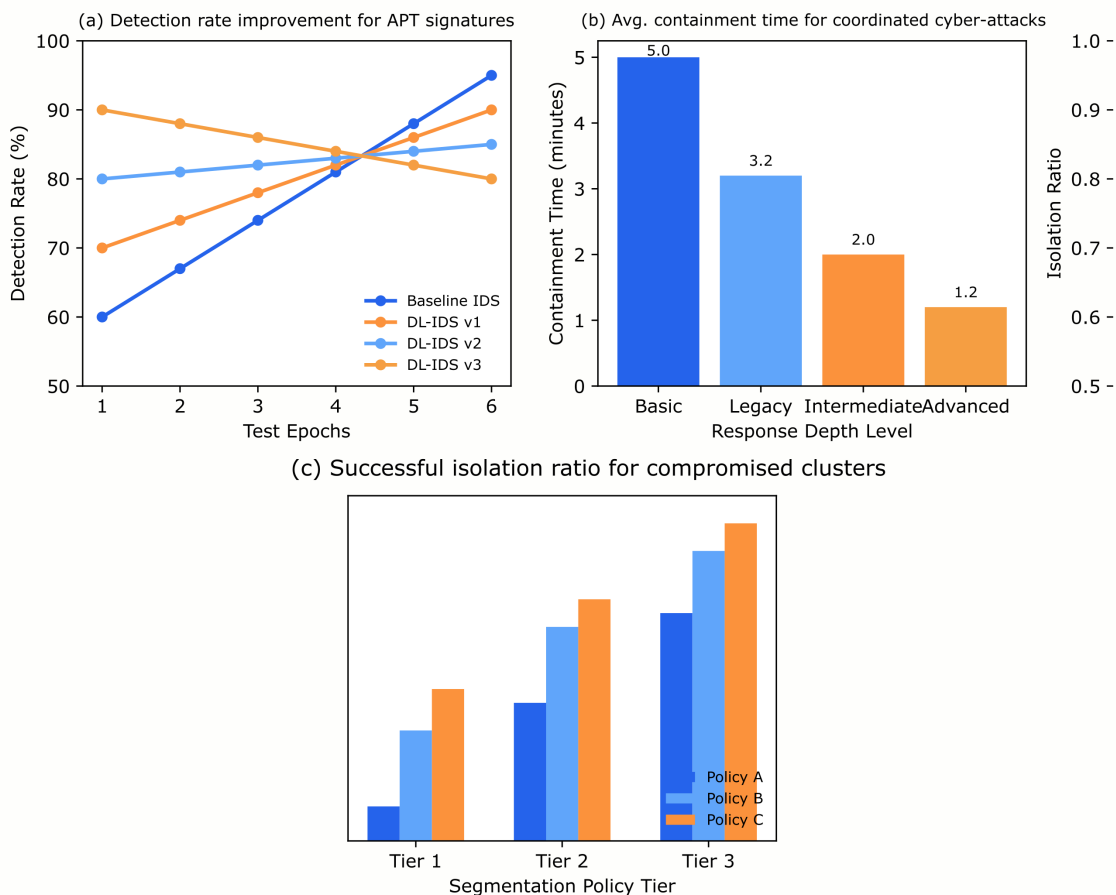 (a) Detection rate improvement for APT signatures
Detection Rate (%)
100
90
80
70
60
50
1 2 3 4 5 6
Test Epochs
Baseline IDS
DL-IDS v1
DL-IDS v2
DL-IDS v3
(b) Avg. containment time for coordinated cyber-attacks
Containment Time (minutes)
5
4
3
2
1
0
5.0
3.2
2.0
1.2
Basic Legacy Intermediate Advanced
Response Depth Level
Isolation Ratio
1.0
0.9
0.8
0.7
0.6
0.5
(c) Successful isolation ratio for compromised clusters
Policy A
Policy B
Policy C
Tier 1 Tier 2 Tier 3
Segmentation Policy Tier